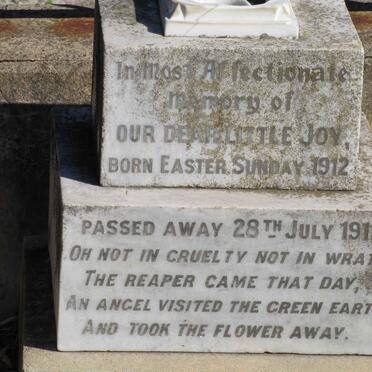 In Most Affectionate
Memory of
OUR DEAR LITTLE JOY,
BORN EASTER SUNDAY 1912
PASSED AWAY 28TH JULY 191
OH NOT IN CRUELTY NOT IN WRAT
THE REAPER CAME THAT DAY,
AN ANGEL VISITED THE GREEN EART
AND TOOK THE FLOWER AWAY.